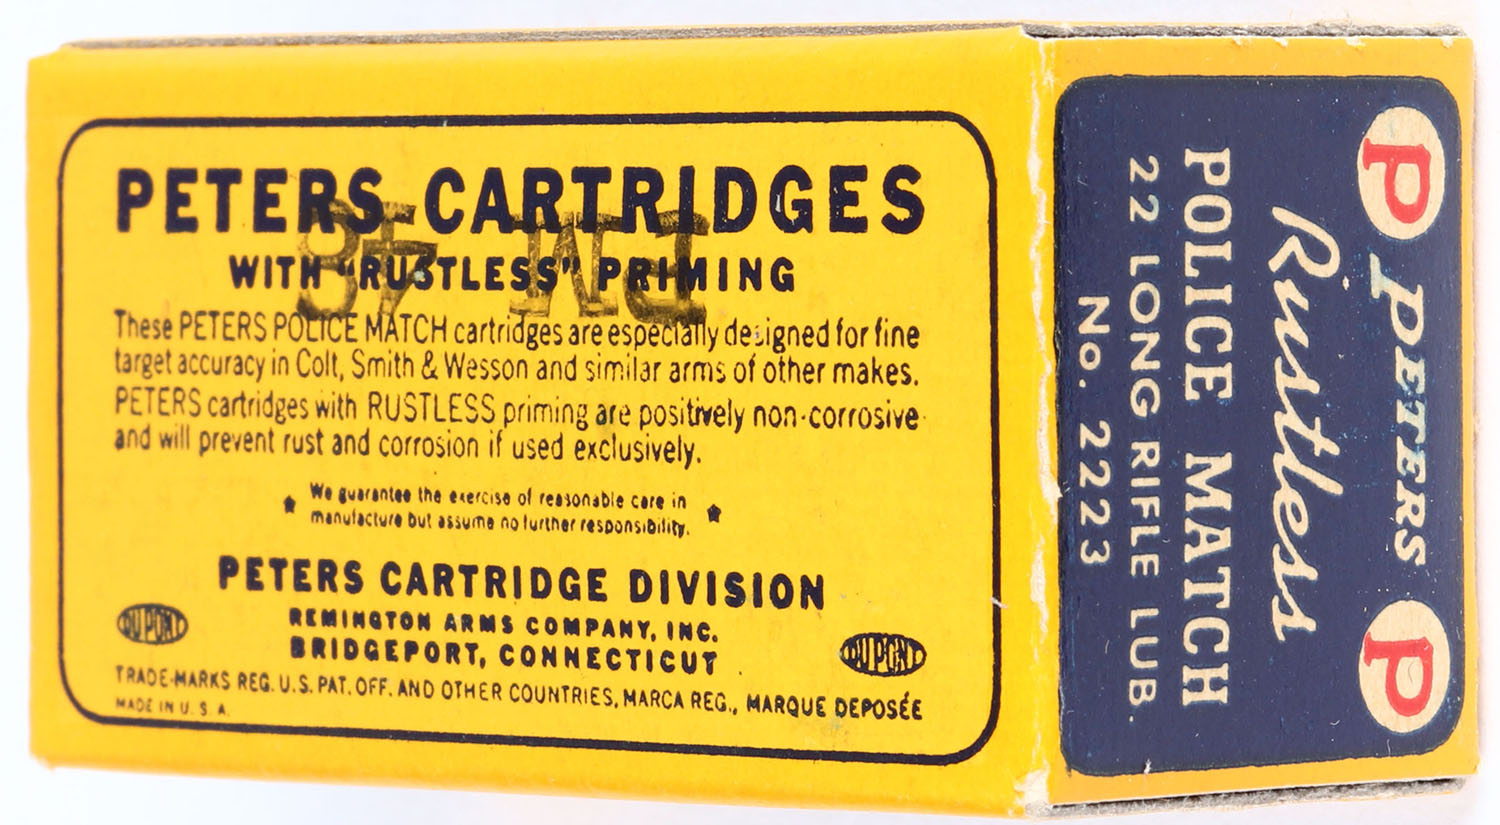 PETERS CARTRIDGES
WITH "RUSTLESS" PRIMING
These PETERS POLICE MATCH cartridges are especially designed for fine
target accuracy in Colt, Smith & Wesson and similar arms of other makes.
PETERS cartridges with RUSTLESS priming are positively non-corrosive
and will prevent rust and corrosion if used exclusively.
We guarantee the exercise of reasonable care in
manufacture but assume no further responsibility.
PETERS CARTRIDGE DIVISION
REMINGTON ARMS COMPANY, INC.
BRIDGEPORT, CONNECTICUT
DUPONT
DUPONT
TRADE-MARKS REG. U.S. PAT. OFF. AND OTHER COUNTRIES, MARCA REG., MARQUE DEPOSÉE
MADE IN U.S.A.
P PETERS P
Rustless
POLICE MATCH
22 LONG RIFLE LUB.
No. 2223